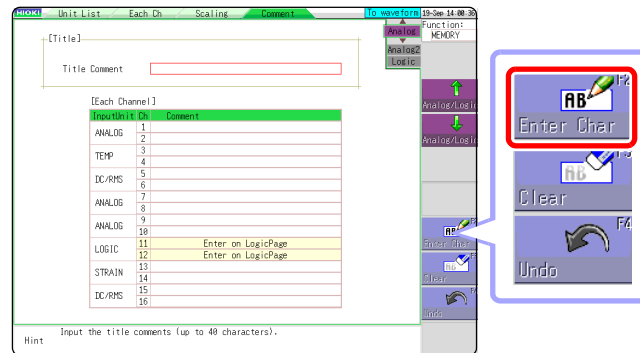 HIOKI Unit List Each Ch Scaling Comment To waveform 19-Sep 14:00:36
Function:
MEMORY
Analog
Analog2
Logic
[Title]
Title Comment
[Each Channel]
InputUnit Ch Comment
ANALOG 1
2
TEMP 3
4
DC/RMS 5
6
ANALOG 7
8
ANALOG 9
10
LOGIC 11 Enter on LogicPage
12 Enter on LogicPage
STRAIN 13
14
DC/RMS 15
16
Analog/Logic
Analog/Logic
AB
Enter Char
Clear
Undo
Input the title comments (up to 40 characters).
Hint
F2
AB
Enter Char
F3
AB
Clear
F4
Undo